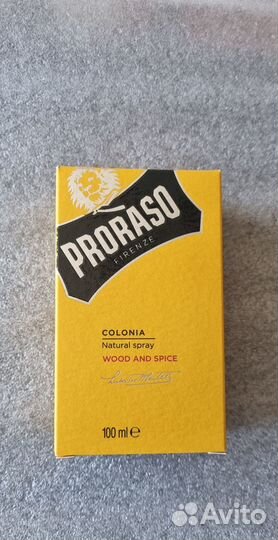 PRORASO
FIRENZE
COLONIA
Natural spray
WOOD AND SPICE
100 ml ℮
Avito